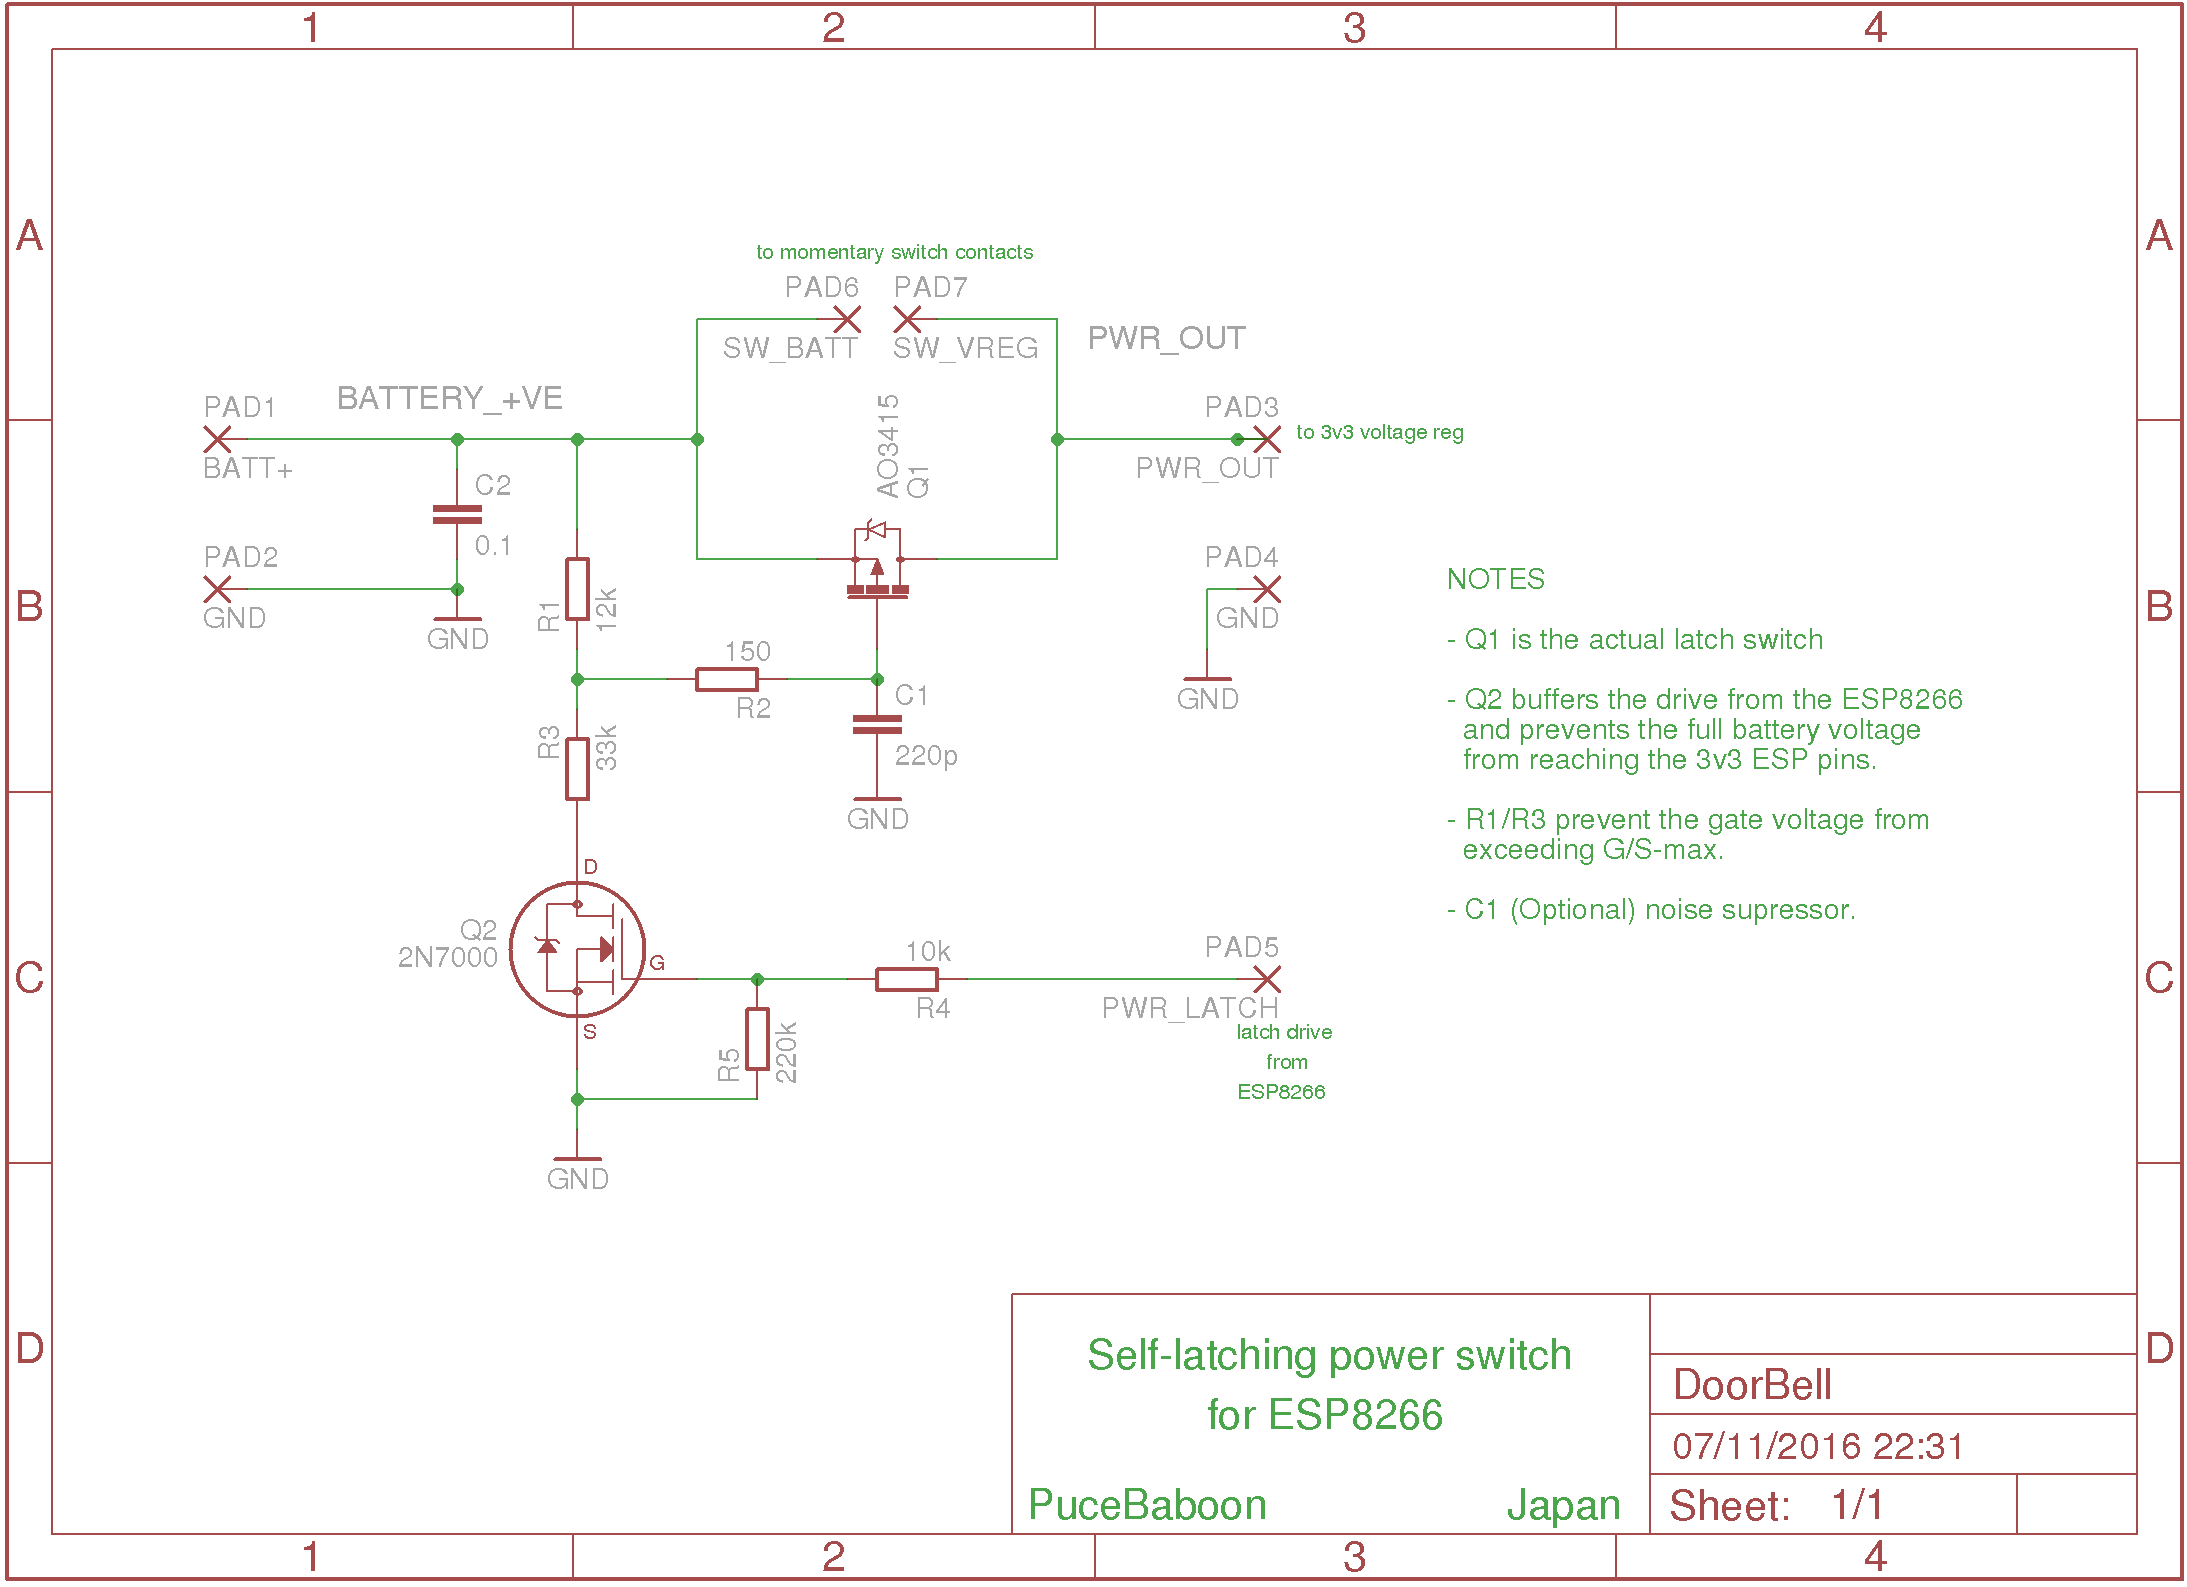 1 2 3 4
A A
to momentary switch contacts
PAD6 PAD7
SW_BATT SW_VREG
PWR_OUT
BATTERY_+VE
PAD1
BATT+
AO3415
Q1
PAD3
to 3v3 voltage reg
PWR_OUT
C2
0.1
PAD2
GND
GND
R1
12k
PAD4
GND
GND
B B
NOTES
- Q1 is the actual latch switch
- Q2 buffers the drive from the ESP8266
and prevents the full battery voltage
from reaching the 3v3 ESP pins.
- R1/R3 prevent the gate voltage from
exceeding G/S-max.
- C1 (Optional) noise supressor.
150
R2
C1
220p
GND
R3
33k
D
Q2
2N7000
G
S
10k
R4
PAD5
PWR_LATCH
latch drive
from
ESP8266
R5
220k
GND
C C
D D
Self-latching power switch
for ESP8266
PuceBaboon Japan
DoorBell
07/11/2016 22:31
Sheet: 1/1
1 2 3 4